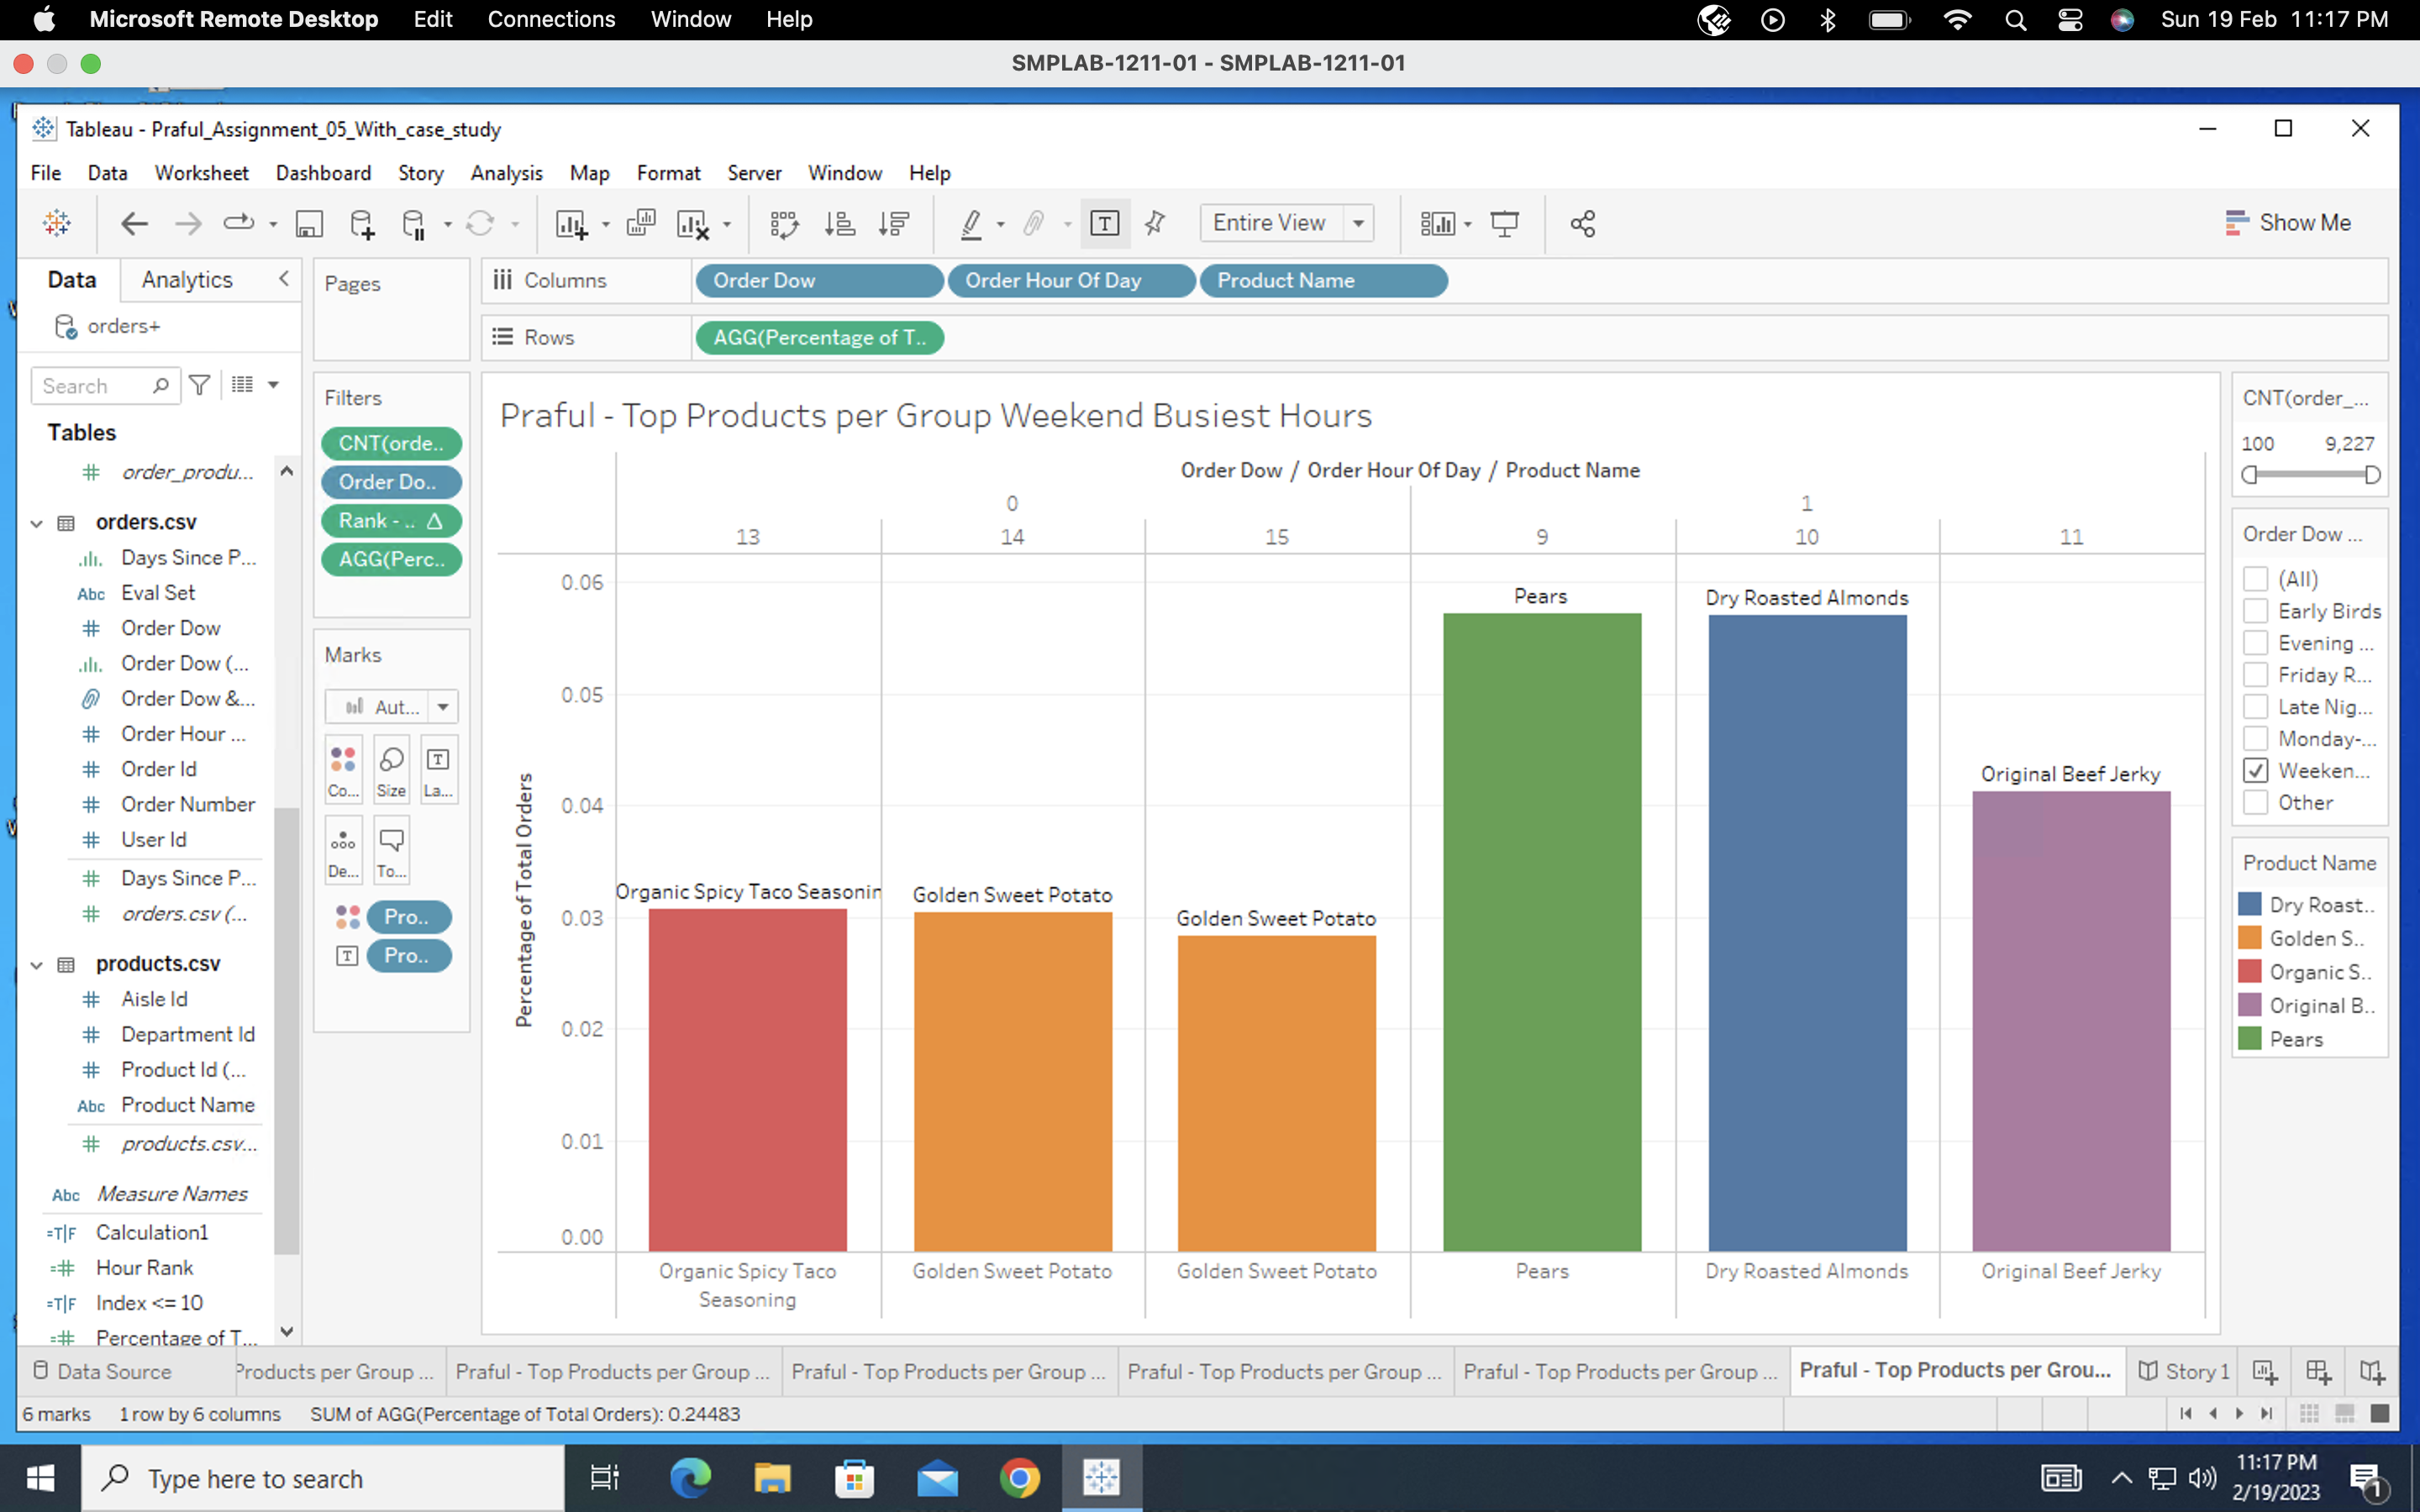 Microsoft Remote Desktop Edit Connections Window Help Sun 19 Feb 11:17 PM
SMPLAB-1211-01 - SMPLAB-1211-01
Tableau - Praful_Assignment_05_With_case_study
File Data Worksheet Dashboard Story Analysis Map Format Server Window Help
Entire View
Show Me
Data Analytics
Pages
Columns Order Dow Order Hour Of Day Product Name
orders+
Rows AGG(Percentage of T..
Search
Tables
order_produ...
orders.csv
Days Since P...
Abc Eval Set
Order Dow
Order Dow (...
Order Dow &...
Order Hour ...
Order Id
Order Number
User Id
Days Since P...
orders.csv (...
products.csv
Aisle Id
Department Id
Product Id (...
Abc Product Name
products.csv...
Abc Measure Names
=T|F Calculation1
=# Hour Rank
=T|F Index <= 10
=# Percentage of T...
Filters
CNT(orde..
Order Do..
Rank - .. Δ
AGG(Perc..
Marks
Aut...
Co... Size La...
De... To...
Pro..
Pro..
Praful - Top Products per Group Weekend Busiest Hours
Order Dow / Order Hour Of Day / Product Name
0 1
13 14 15 9 10 11
0.06
0.05
0.04
0.03
0.02
0.01
0.00
Percentage of Total Orders
Pears
Dry Roasted Almonds
Original Beef Jerky
Organic Spicy Taco Seasonin
Golden Sweet Potato
Golden Sweet Potato
Organic Spicy Taco
Seasoning
Golden Sweet Potato
Golden Sweet Potato
Pears
Dry Roasted Almonds
Original Beef Jerky
CNT(order_...
100 9,227
Order Dow ...
(All)
Early Birds
Evening ...
Friday R...
Late Nig...
Monday-...
Weeken...
Other
Product Name
Dry Roast..
Golden S..
Organic S..
Original B..
Pears
Data Source Products per Group ... Praful - Top Products per Group ... Praful - Top Products per Group ... Praful - Top Products per Group ... Praful - Top Products per Group ... Praful - Top Products per Grou... Story 1
6 marks 1 row by 6 columns SUM of AGG(Percentage of Total Orders): 0.24483
Type here to search
11:17 PM
2/19/2023
1